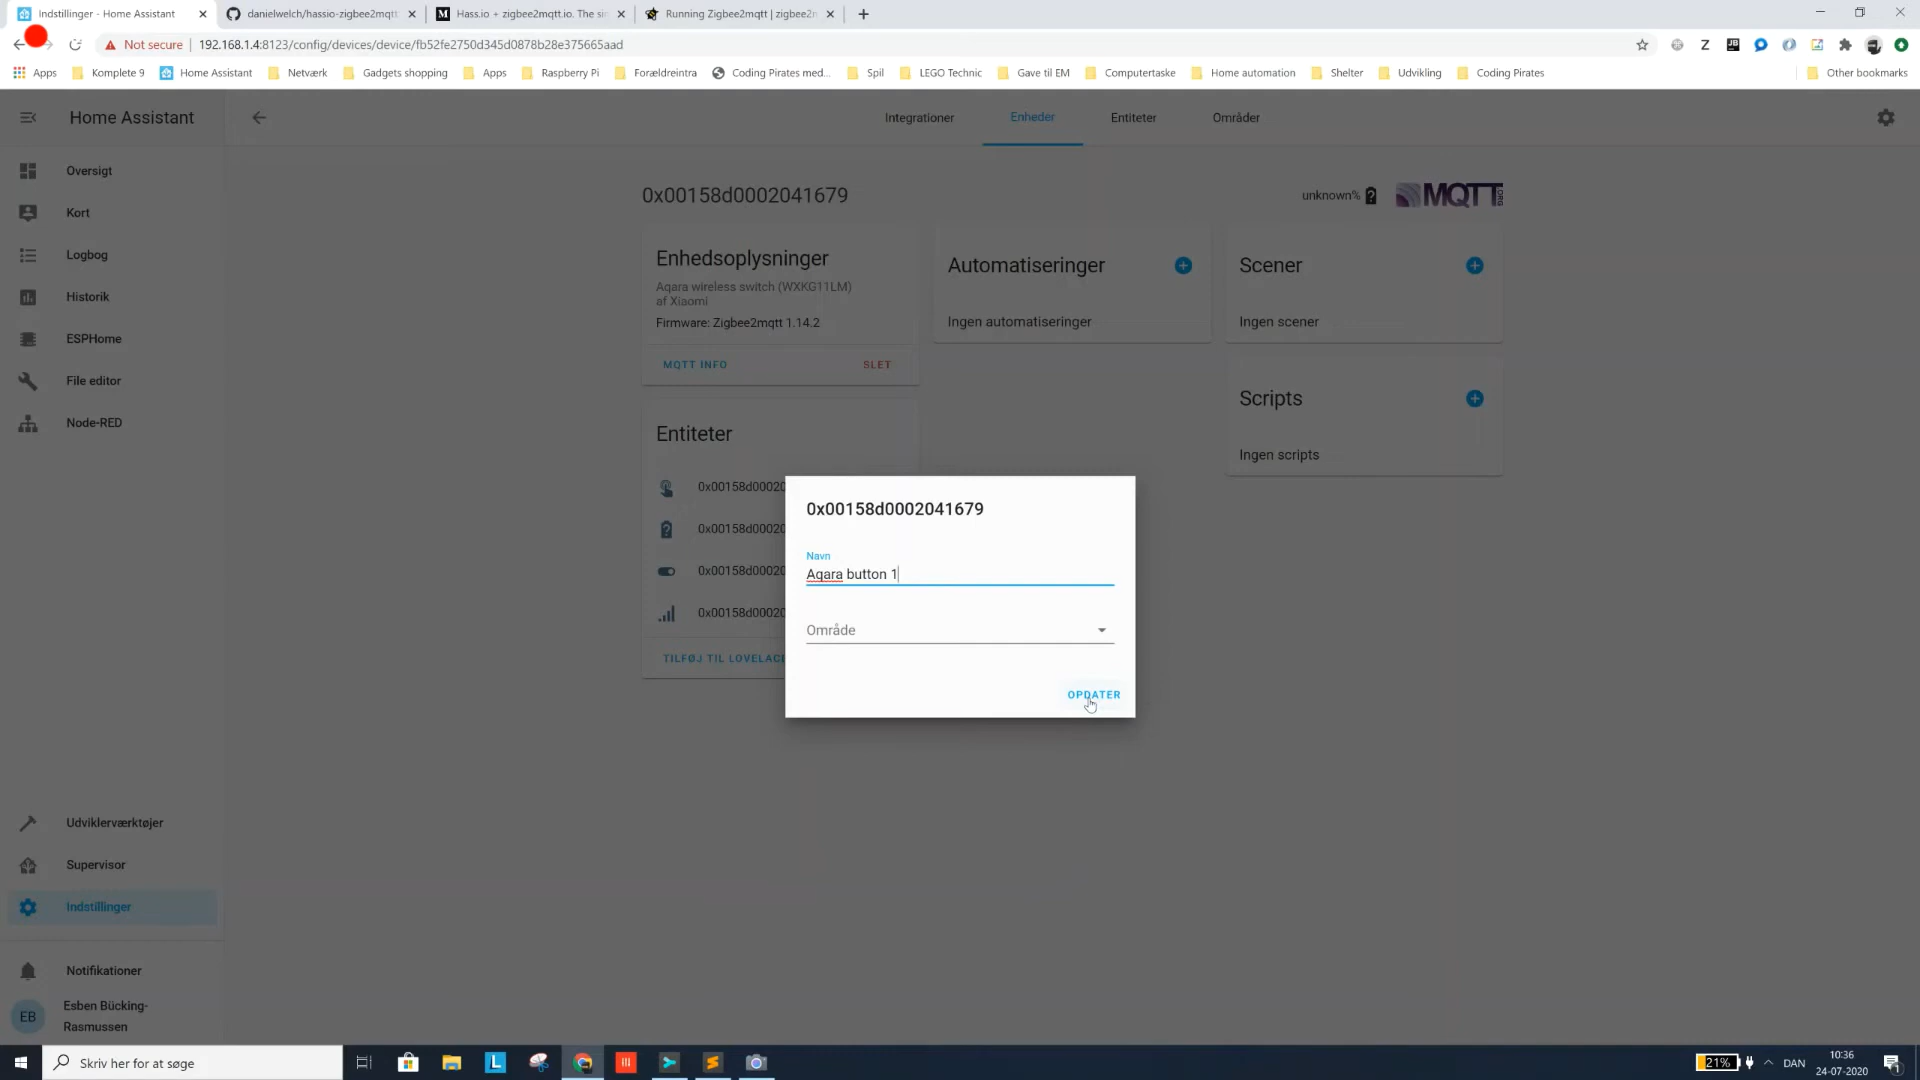 Indstillinger - Home Assistant
danielwelch/hassio-zigbee2mqtt
Hass.io + zigbee2mqtt.io. The sin
Running Zigbee2mqtt | zigbee2m
Not secure
192.168.1.4:8123/config/devices/device/fb52fe2750d345d0878b28e375665aad
Apps
Komplete 9
Home Assistant
Netværk
Gadgets shopping
Apps
Raspberry Pi
Forældreintra
Coding Pirates med...
Spil
LEGO Technic
Gave til EM
Computertaske
Home automation
Shelter
Udvikling
Coding Pirates
Other bookmarks
Home Assistant
Integrationer
Enheder
Entiteter
Områder
Oversigt
Kort
Logbog
Historik
ESPHome
File editor
Node-RED
Udviklerværktøjer
Supervisor
Indstillinger
Notifikationer
EB
Esben Bücking-
Rasmussen
0x00158d0002041679
unknown%
MQTT.ORG
Enhedsoplysninger
Aqara wireless switch (WXKG11LM)
af Xiaomi
Firmware: Zigbee2mqtt 1.14.2
MQTT INFO
SLET
Automatiseringer
Ingen automatiseringer
Scener
Ingen scener
Scripts
Ingen scripts
Entiteter
0x00158d00020
0x00158d00020
0x00158d00020
0x00158d00020
TILFØJ TIL LOVELACE
0x00158d0002041679
Navn
Aqara button 1
Område
OPDATER
Skriv her for at søge
21%
DAN
10:36
24-07-2020